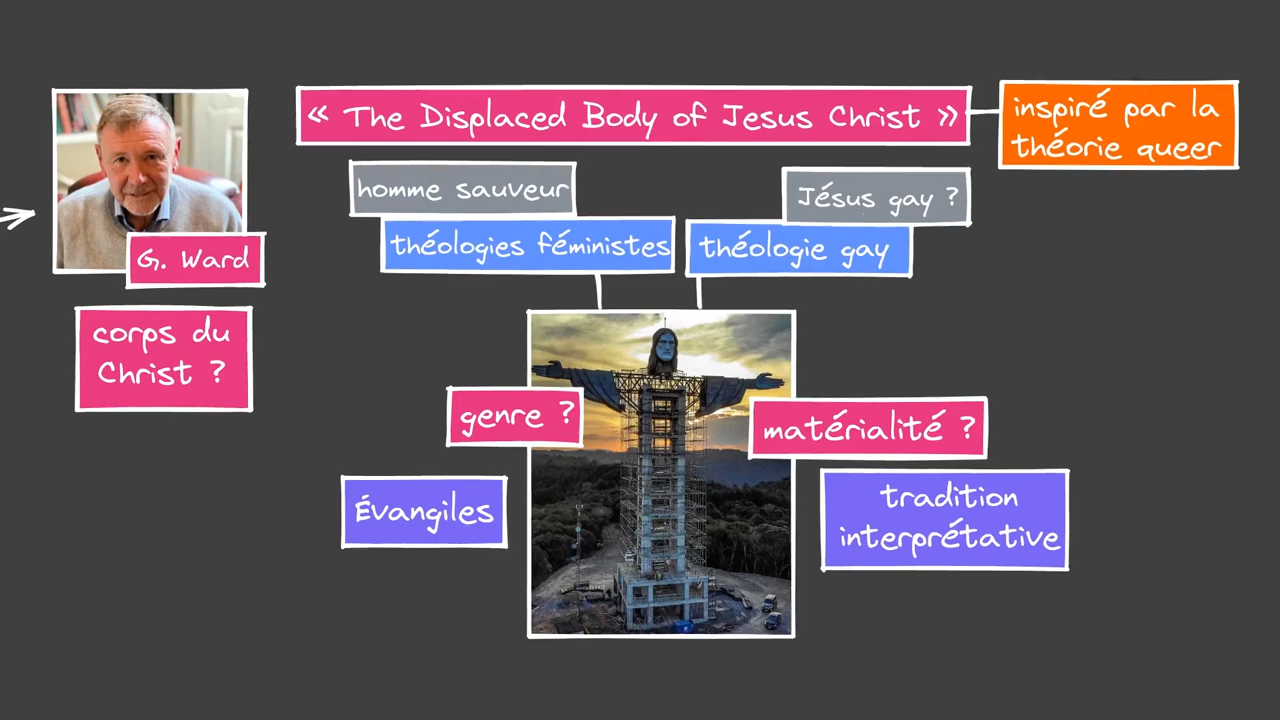 « The Displaced Body of Jesus Christ »
inspiré par la
théorie queer
homme sauveur
Jésus gay ?
théologies féministes
théologie gay
G. Ward
corps du
Christ ?
genre ?
matérialité ?
Évangiles
tradition
interprétative